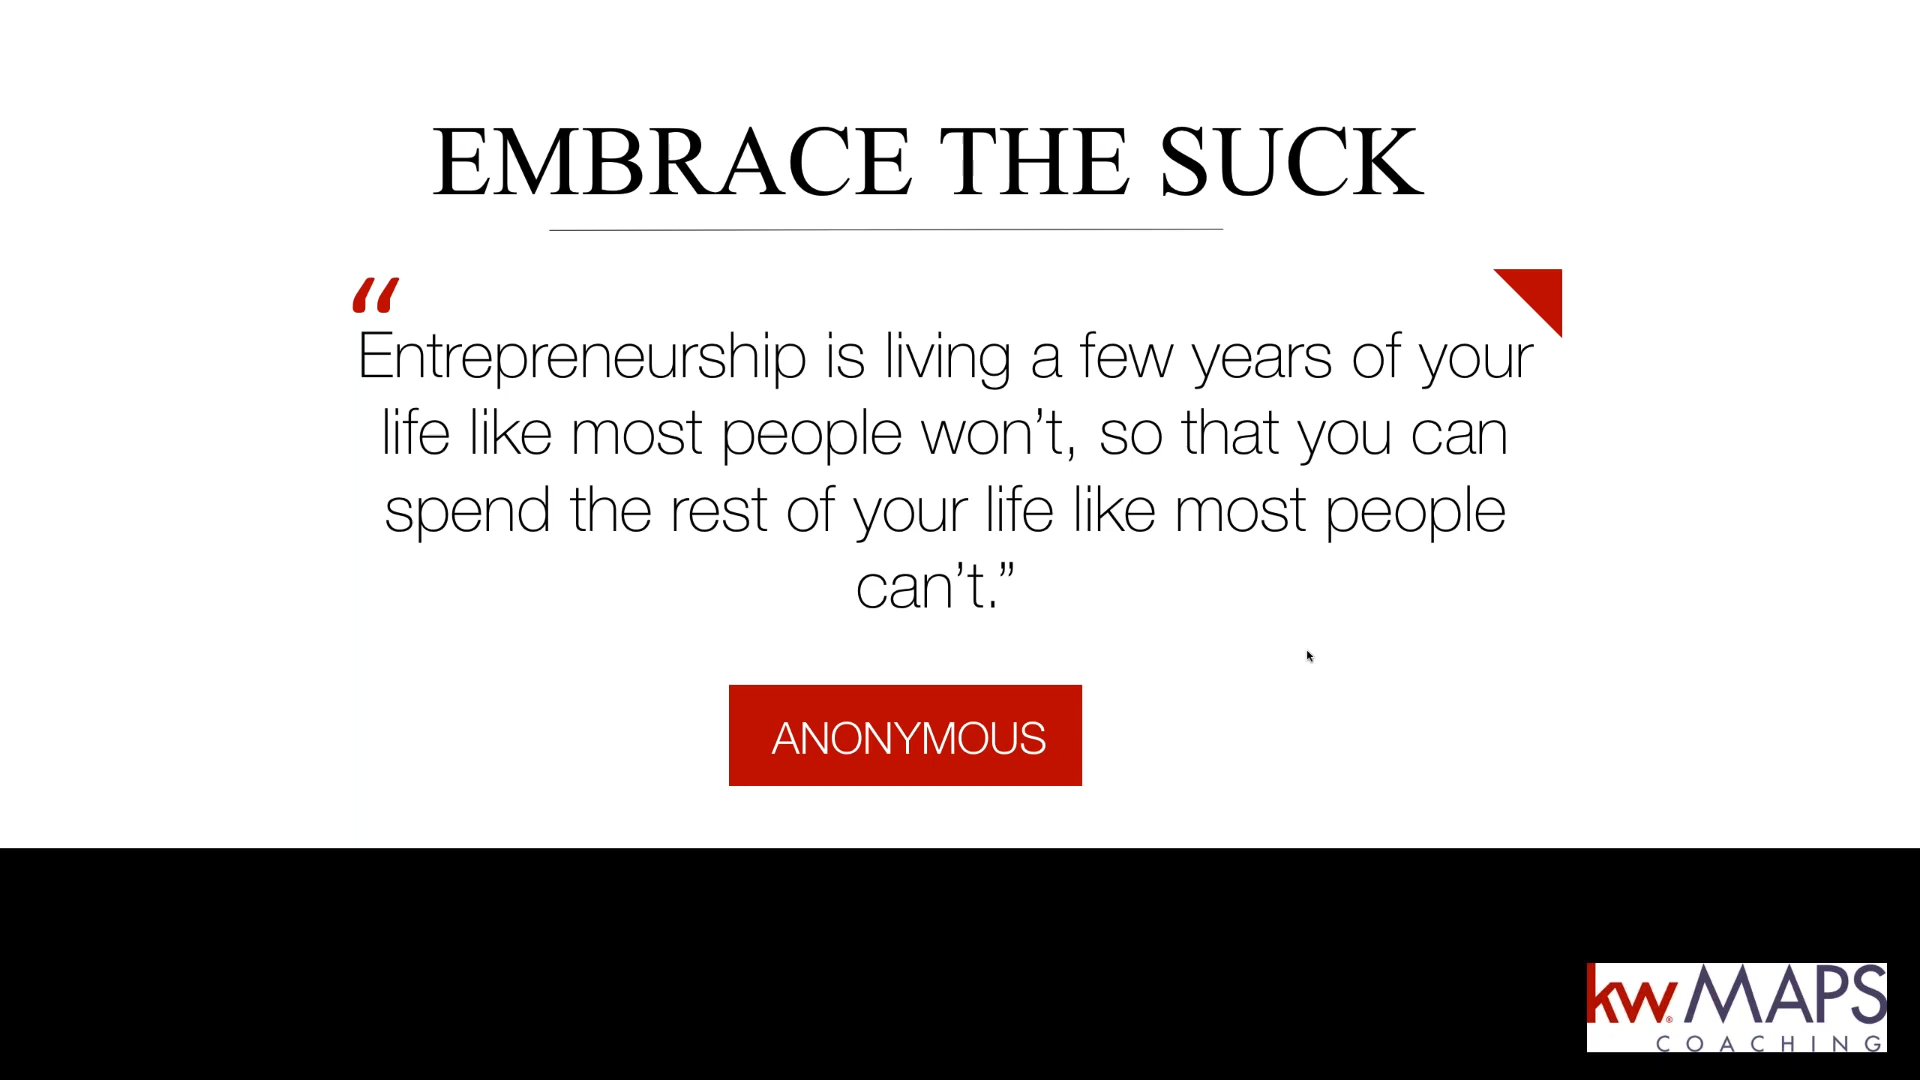 EMBRACE THE SUCK
“
Entrepreneurship is living a few years of your
life like most people won’t, so that you can
spend the rest of your life like most people
can’t.”
ANONYMOUS
kw® MAPS
COACHING